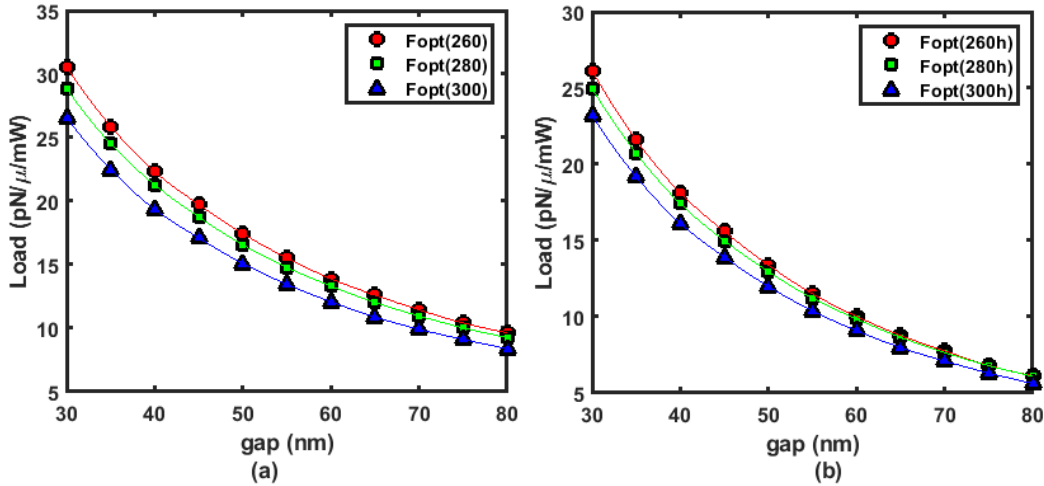 35
30
25
20
15
10
5
Load (pN/μ/mW)
30 40 50 60 70 80
gap (nm)
(a)
Fopt(260)
Fopt(280)
Fopt(300)
30
25
20
15
10
5
Load (pN/μ/mW)
30 40 50 60 70 80
gap (nm)
(b)
Fopt(260h)
Fopt(280h)
Fopt(300h)